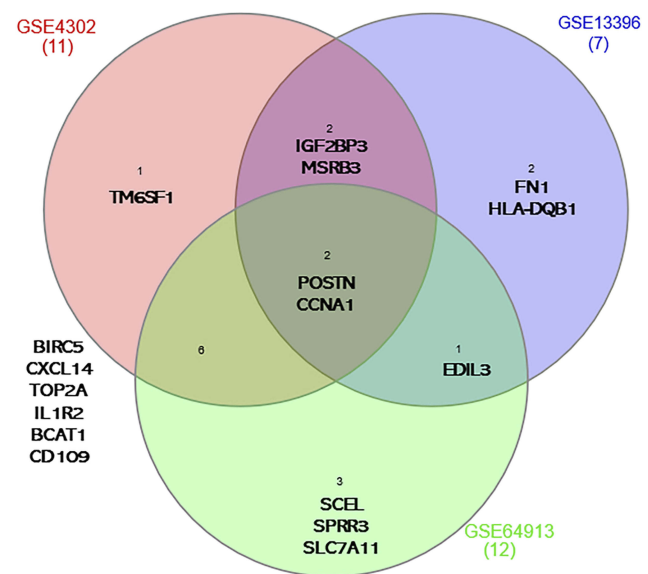 GSE4302
(11)
GSE13396
(7)
2
IGF2BP3
MSRB3
1
TM6SF1
2
FN1
HLA-DQB1
2
POSTN
CCNA1
6
1
EDIL3
BIRC5
CXCL14
TOP2A
IL1R2
BCAT1
CD109
3
SCEL
SPRR3
SLC7A11
GSE64913
(12)